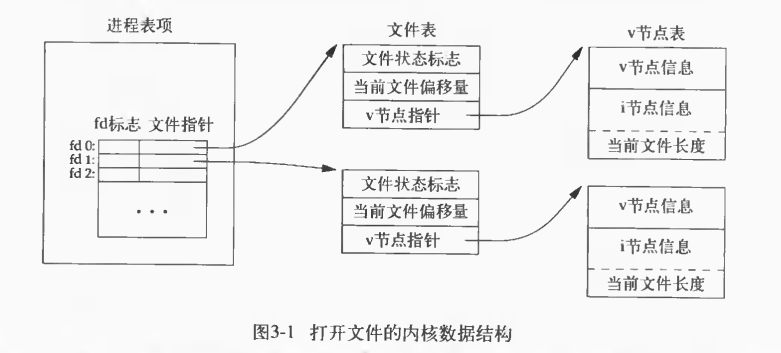 进程表项
文件表
v节点表
文件状态标志
当前文件偏移量
v节点指针
v节点信息
i节点信息
当前文件长度
fd标志 文件指针
fd 0:
fd 1:
fd 2:
...
文件状态标志
当前文件偏移量
v节点指针
v节点信息
i节点信息
当前文件长度
图3-1 打开文件的内核数据结构